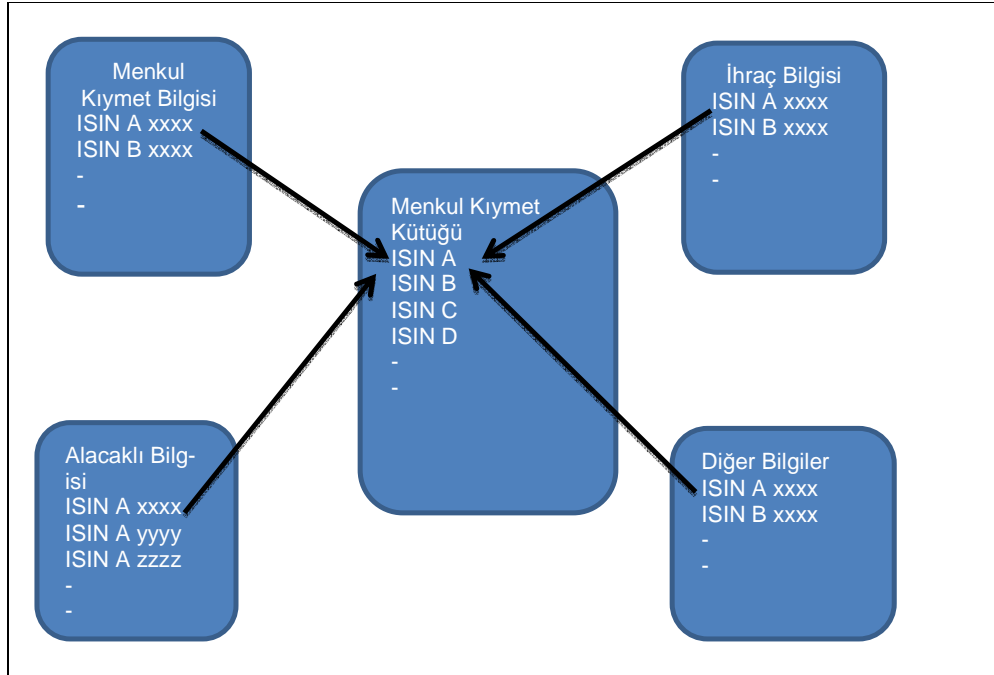 Menkul
Kıymet Bilgisi
ISIN A xxxx
ISIN B xxxx
-
-
İhraç Bilgisi
ISIN A xxxx
ISIN B xxxx
-
-
Menkul Kıymet
Kütüğü
ISIN A
ISIN B
ISIN C
ISIN D
-
-
Alacaklı Bilg-
isi
ISIN A xxxx
ISIN A yyyy
ISIN A zzzz
-
-
Diğer Bilgiler
ISIN A xxxx
ISIN B xxxx
-
-